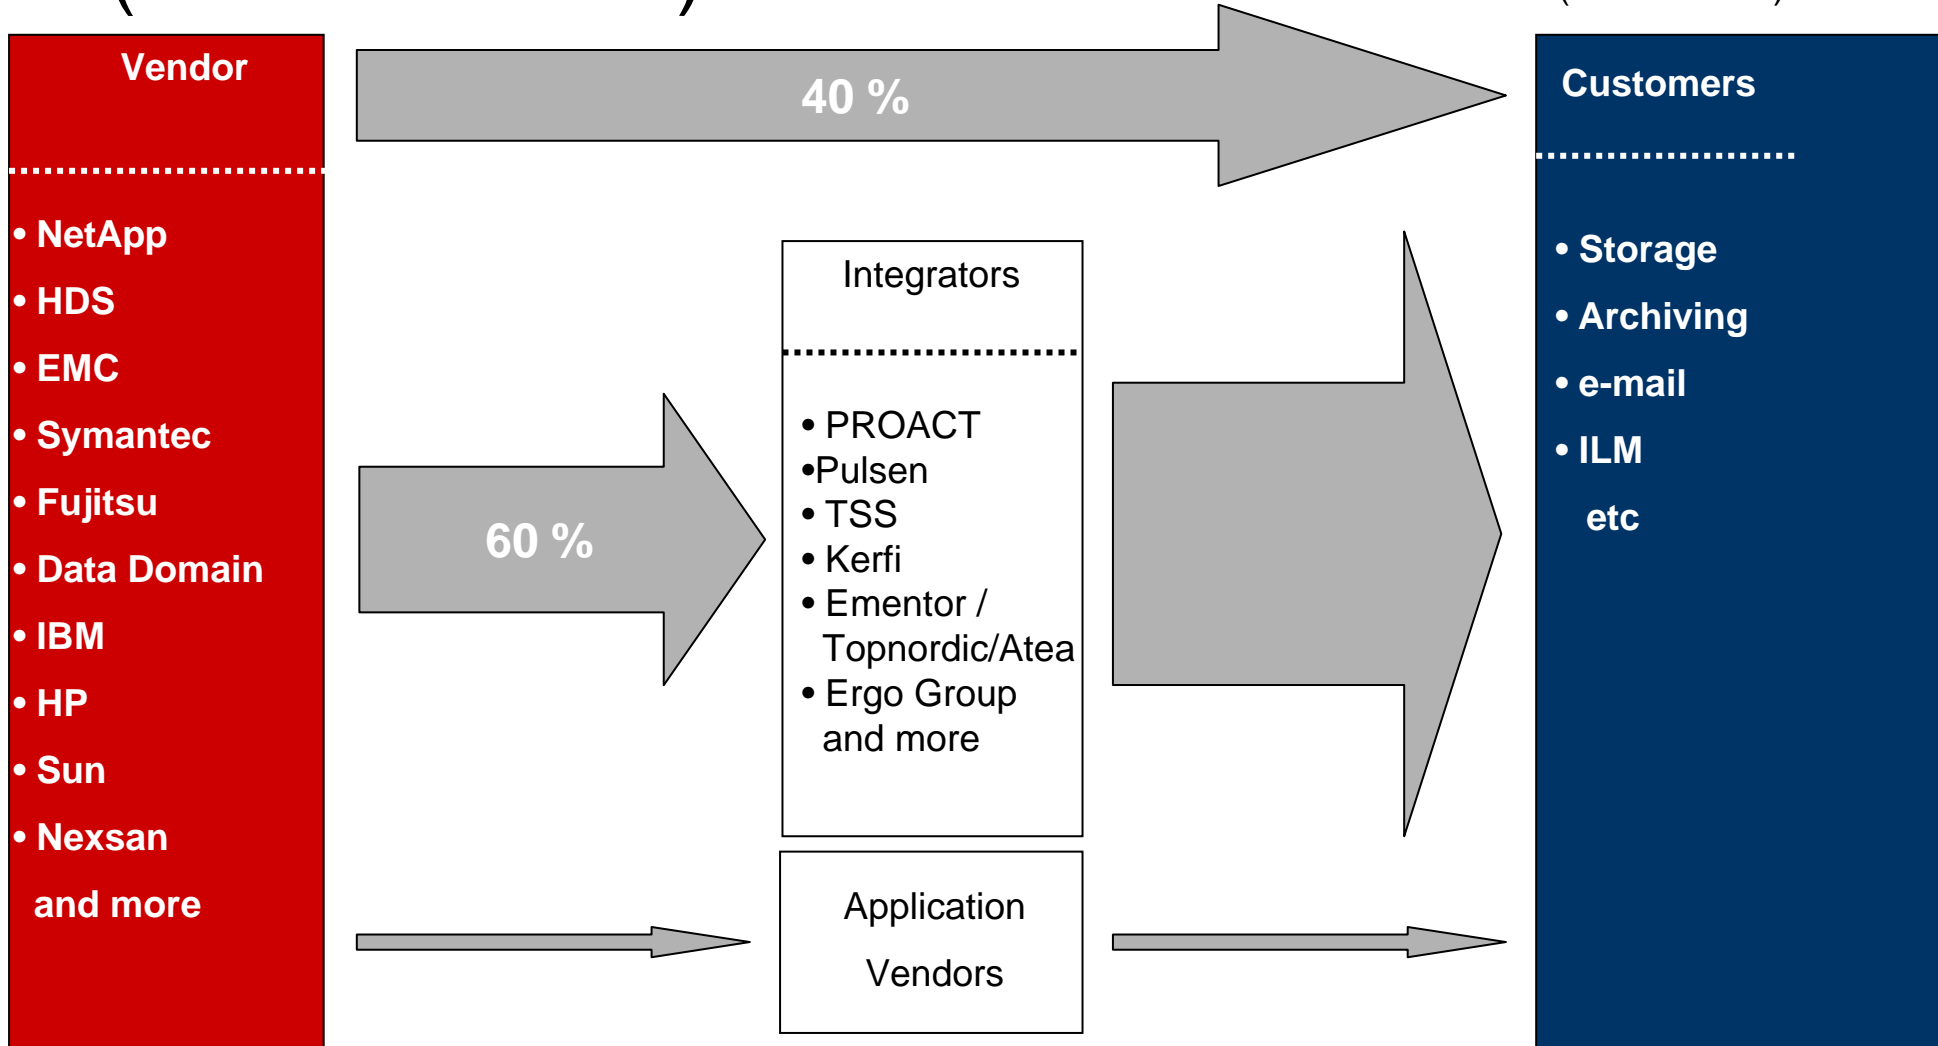 Vendor
• NetApp
• HDS
• EMC
• Symantec
• Fujitsu
• Data Domain
• IBM
• HP
• Sun
• Nexsan
and more
40 %
60 %
Integrators
• PROACT
•Pulsen
• TSS
• Kerfi
• Ementor /
Topnordic/Atea
• Ergo Group
and more
Application
Vendors
Customers
• Storage
• Archiving
• e-mail
• ILM
etc